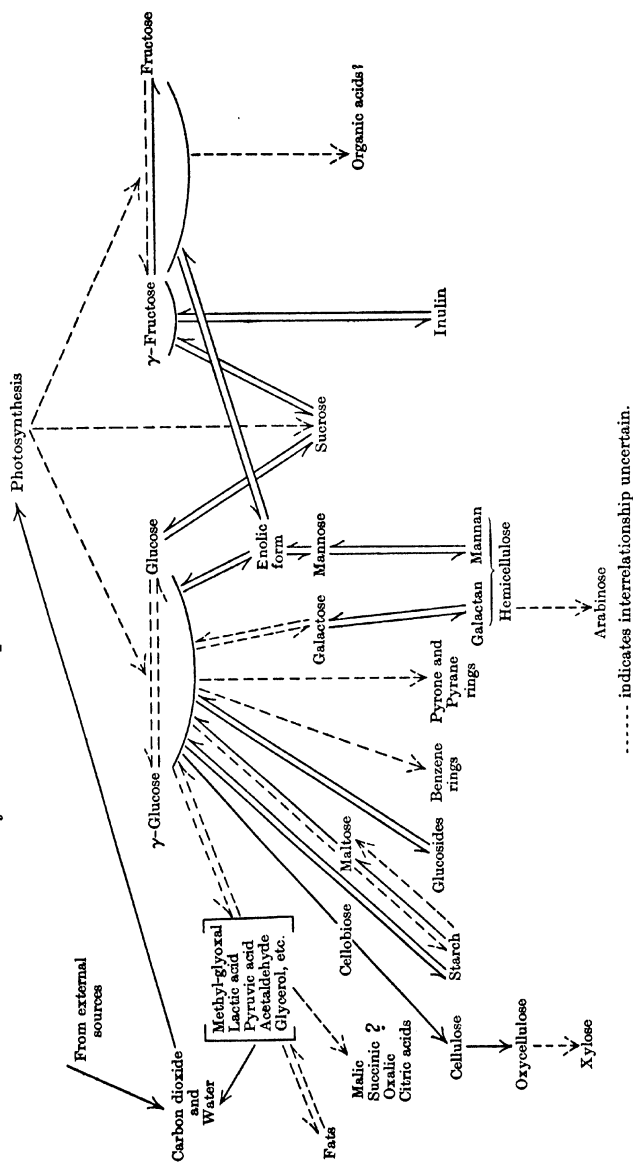 Photosynthesis
From external
sources
Carbon dioxide
and
Water
γ-Glucose
Glucose
γ-Fructose
Fructose
Methyl-glyoxal
Lactic acid
Pyruvic acid
Acetaldehyde
Glycerol, etc.
Enolic
form
Fats
Malic
Succinic ?
Oxalic
Citric acids
Cellobiose
Maltose
Galactose
Mannose
Sucrose
Organic acids?
Cellulose
Starch
Glucosides
Benzene
rings
Pyrone and
Pyrane
rings
Galactan
Mannan
Hemicellulose
Inulin
Oxycellulose
Xylose
Arabinose
------ indicates interrelationship uncertain.